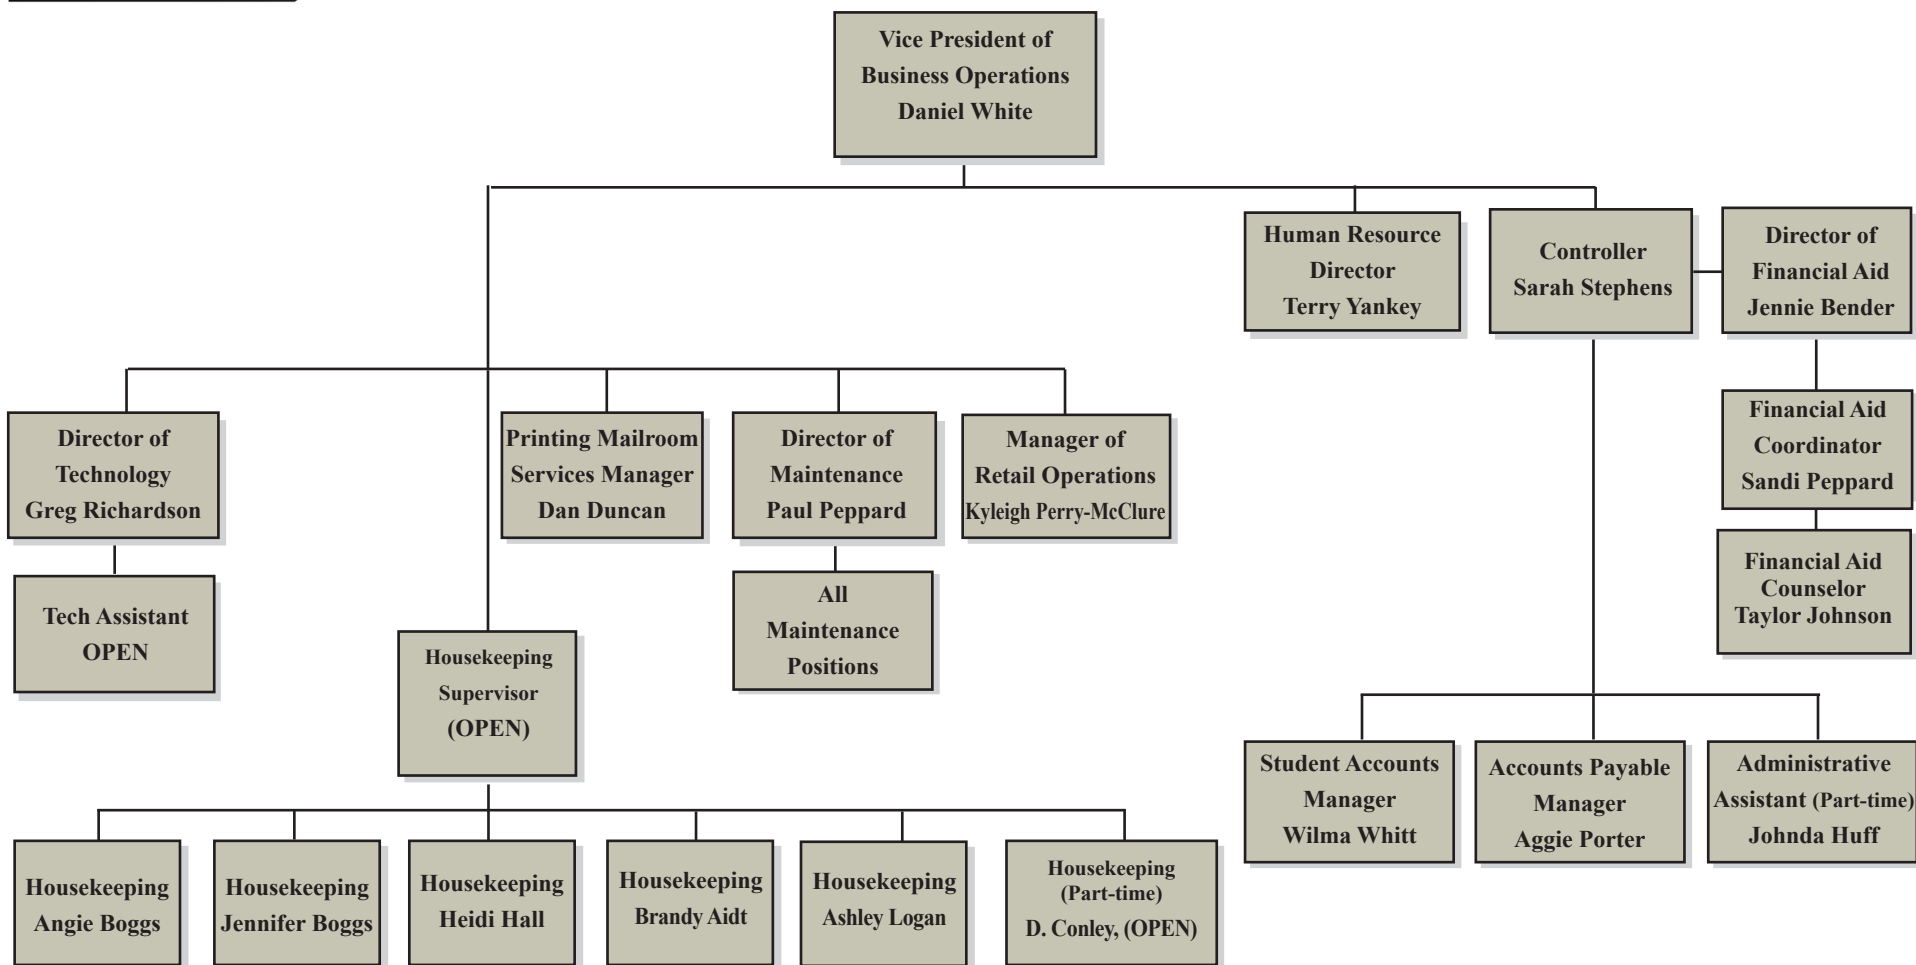 Vice President of
Business Operations
Daniel White
Human Resource
Director
Terry Yankey
Controller
Sarah Stephens
Director of
Financial Aid
Jennie Bender
Director of
Technology
Greg Richardson
Printing Mailroom
Services Manager
Dan Duncan
Director of
Maintenance
Paul Peppard
Manager of
Retail Operations
Kyleigh Perry-McClure
Financial Aid
Coordinator
Sandi Peppard
Financial Aid
Counselor
Taylor Johnson
Tech Assistant
OPEN
All
Maintenance
Positions
Housekeeping
Supervisor
(OPEN)
Student Accounts
Manager
Wilma Whitt
Accounts Payable
Manager
Aggie Porter
Administrative
Assistant (Part-time)
Johnda Huff
Housekeeping
Angie Boggs
Housekeeping
Jennifer Boggs
Housekeeping
Heidi Hall
Housekeeping
Brandy Aidt
Housekeeping
Ashley Logan
Housekeeping
(Part-time)
D. Conley, (OPEN)